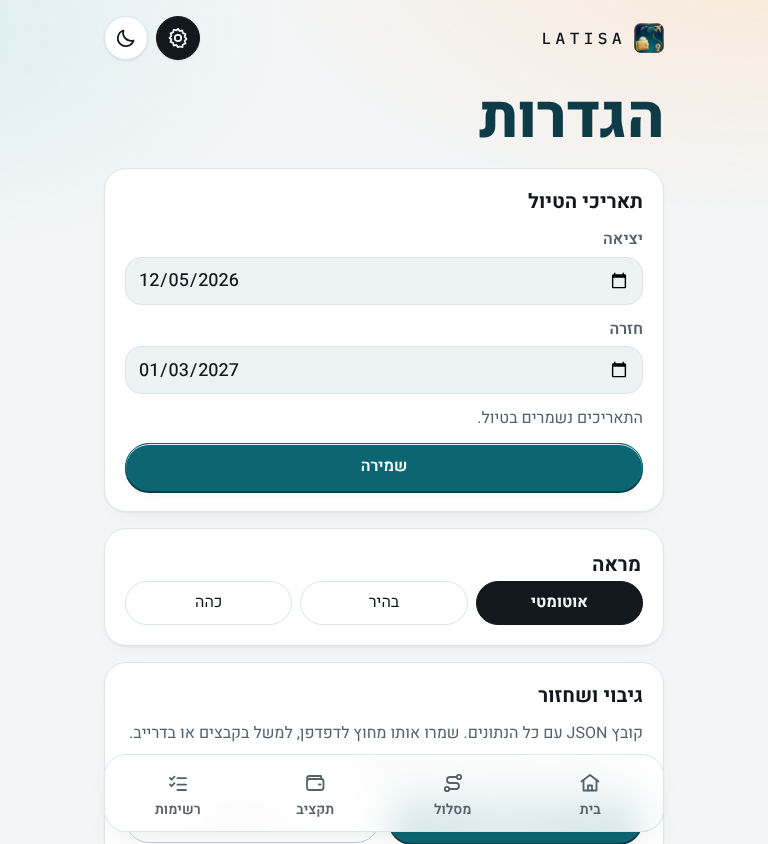 LATISA
הגדרות
תאריכי הטיול
יציאה
12/05/2026
חזרה
01/03/2027
התאריכים נשמרים בטיול.
שמירה
מראה
אוטומטי
בהיר
כהה
גיבוי ושחזור
קובץ JSON עם כל הנתונים. שמרו אותו מחוץ לדפדפן, למשל בקבצים או בדרייב.
בית
מסלול
תקציב
רשימות